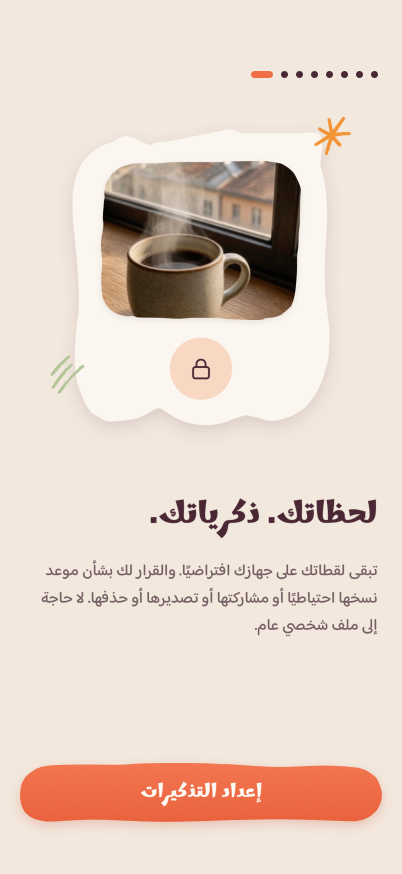 لحظاتك. ذكرياتك.
تبقى لقطاتك على جهازك افتراضيًا. والقرار لك بشأن موعد
نسخها احتياطيًا أو مشاركتها أو تصديرها أو حذفها. لا حاجة
إلى ملف شخصي عام.
إعداد التذكيرات